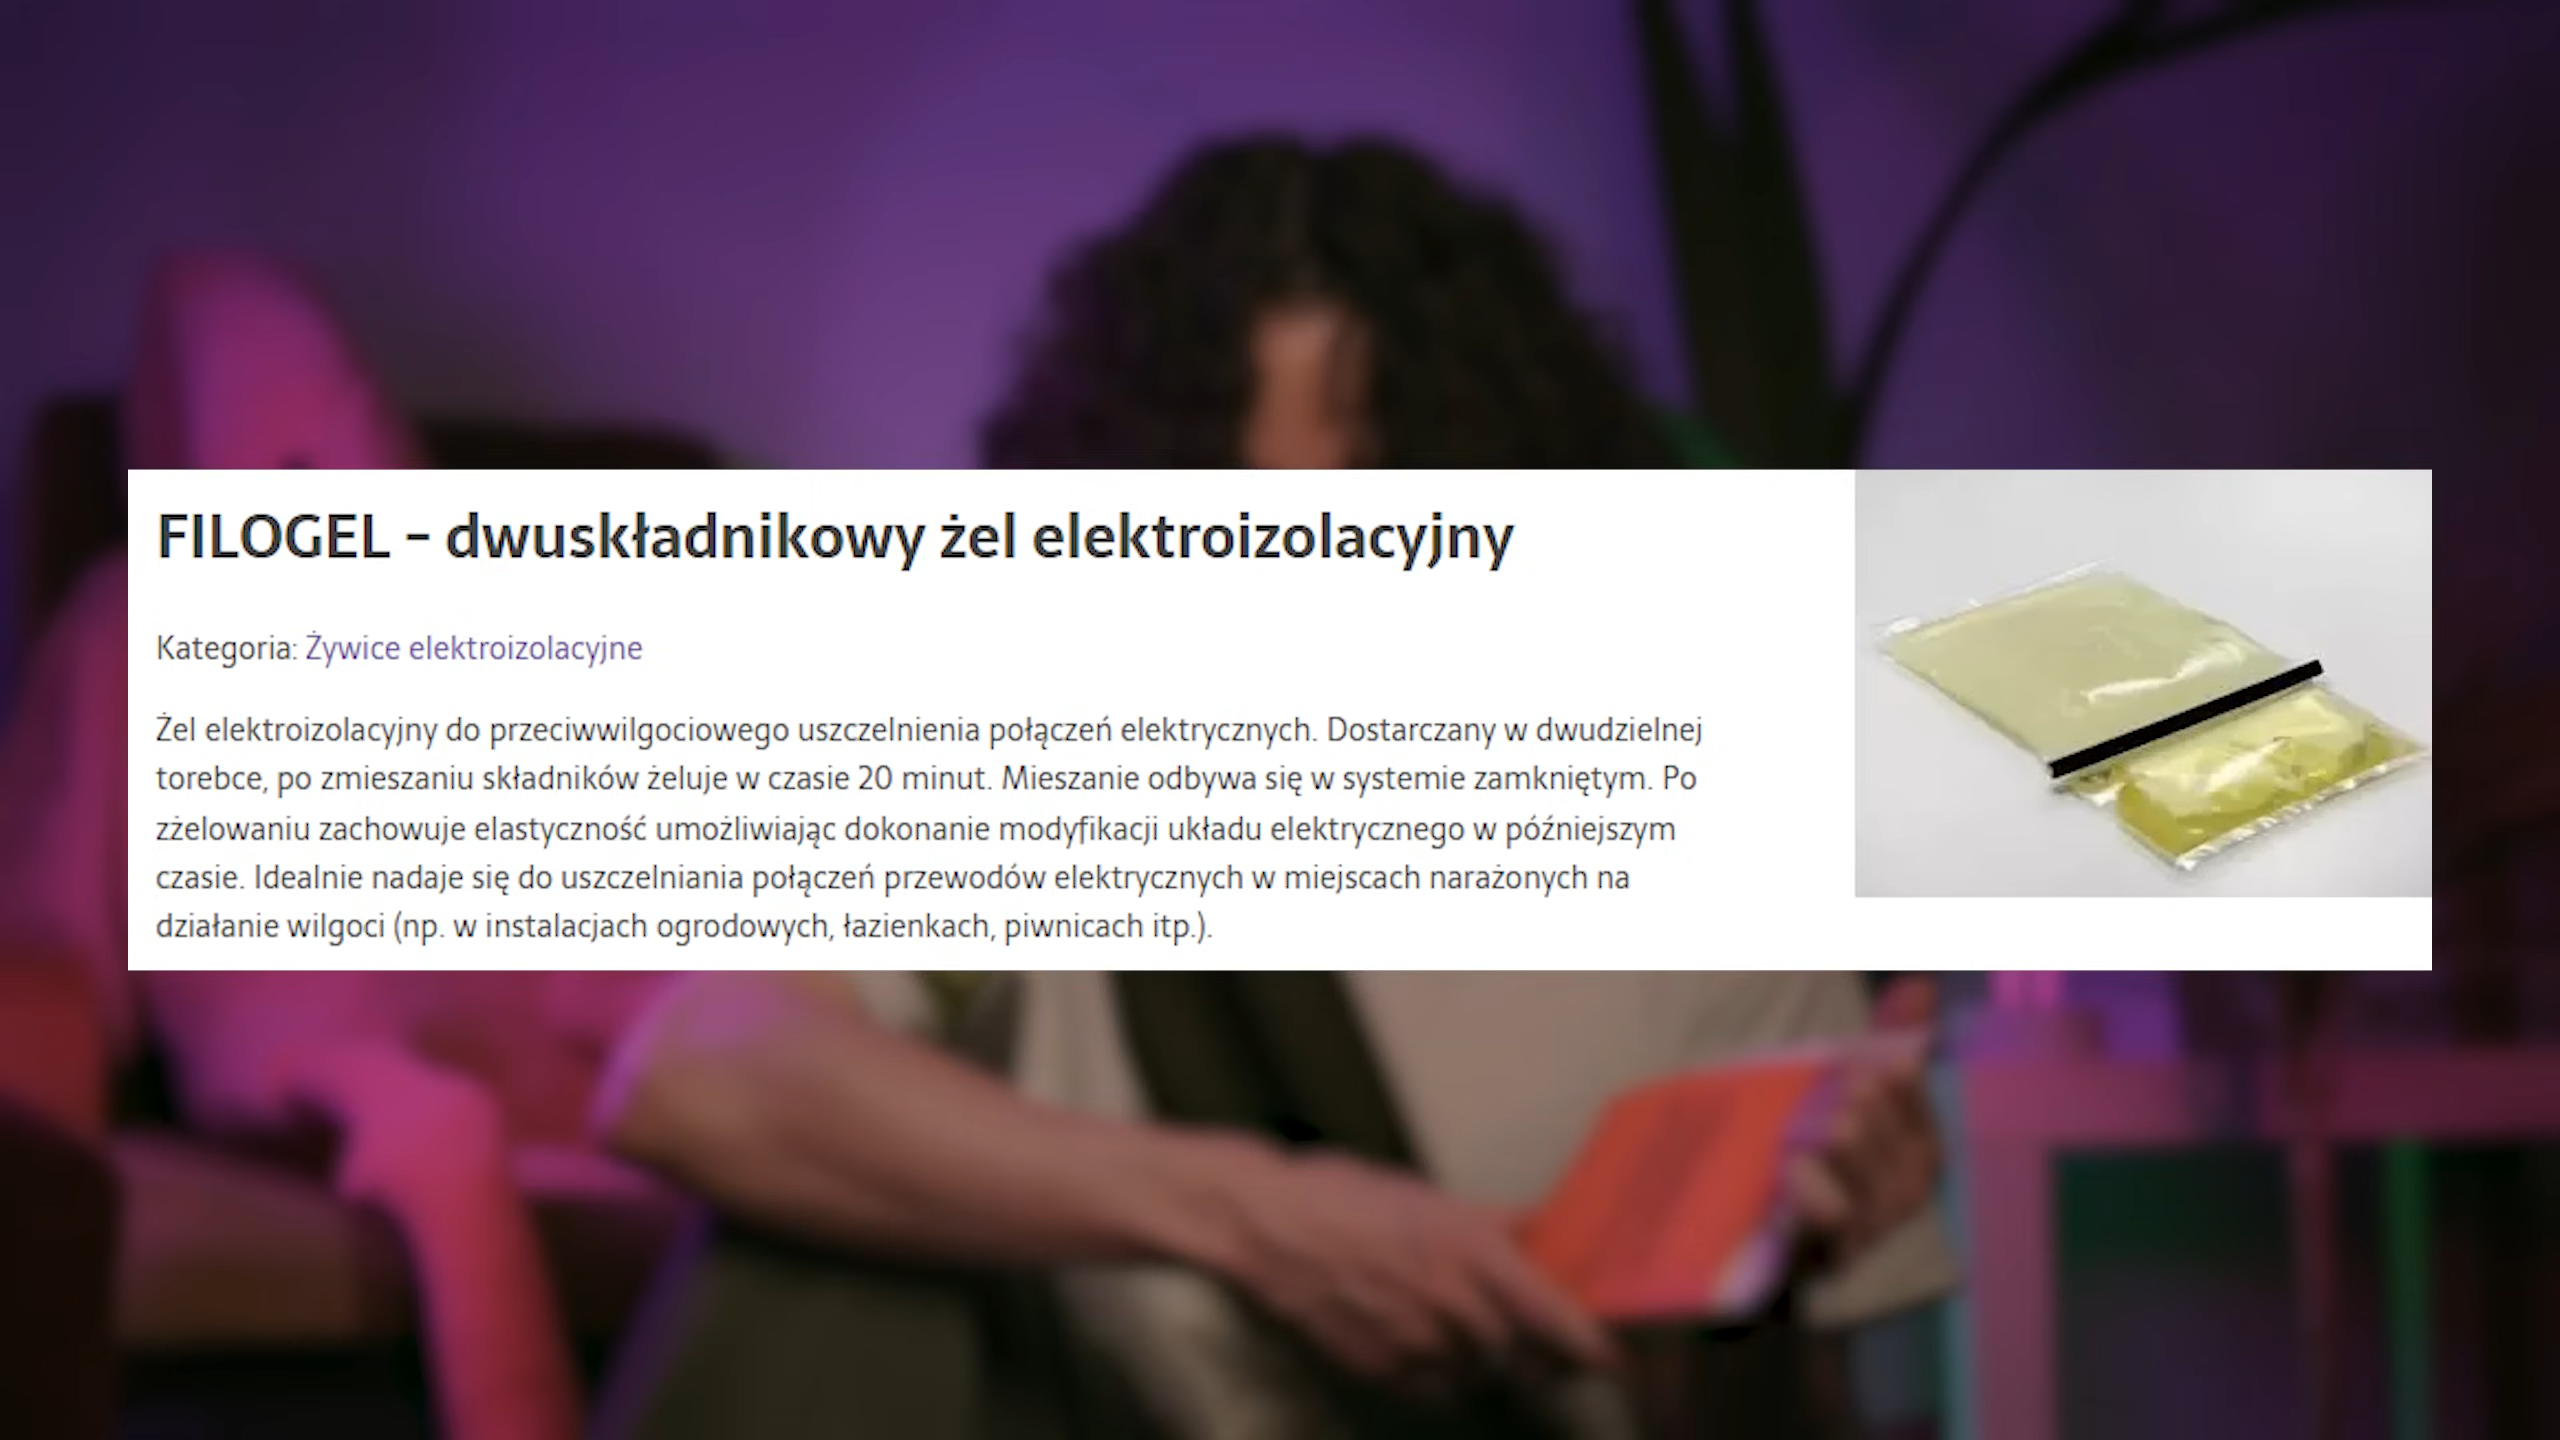 FILOGEL – dwuskładnikowy żel elektroizolacyjny
Kategoria: Żywice elektroizolacyjne
Żel elektroizolacyjny do przeciwwilgociowego uszczelnienia połączeń elektrycznych. Dostarczany w dwudzielnej
torebce, po zmieszaniu składników żeluje w czasie 20 minut. Mieszanie odbywa się w systemie zamkniętym. Po
zżelowaniu zachowuje elastyczność umożliwiając dokonanie modyfikacji układu elektrycznego w późniejszym
czasie. Idealnie nadaje się do uszczelniania połączeń przewodów elektrycznych w miejscach narażonych na
działanie wilgoci (np. w instalacjach ogrodowych, łazienkach, piwnicach itp.).